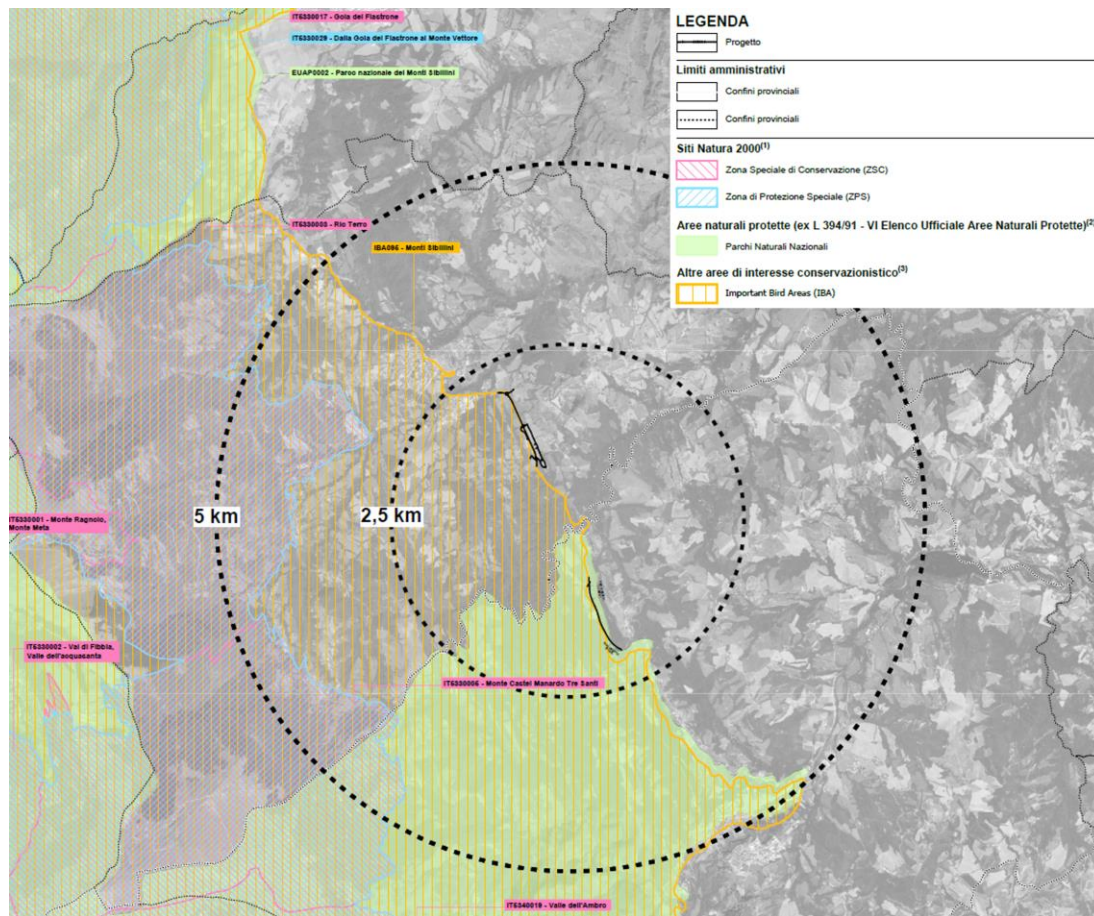 IT5330017 - Gola del Fiastrone
IT5330029 - Dalla Gola del Fiastrone al Monte Vettore
EUAP0002 - Parco nazionale dei Monti Sibillini
LEGENDA
Progetto
Limiti amministrativi
Confini provinciali
Confini provinciali
Siti Natura 2000(1)
Zona Speciale di Conservazione (ZSC)
Zona di Protezione Speciale (ZPS)
Aree naturali protette (ex L 394/91 - VI Elenco Ufficiale Aree Naturali Protette)(2)
Parchi Naturali Nazionali
Altre aree di interesse conservazionistico(3)
Important Bird Areas (IBA)
IT5330003 - Rio Terro
IBA095 - Monti Sibillini
5 km
2,5 km
IT5330001 - Monte Ragnolo,
Monte Meta
IT5330002 - Val di Fibbia,
Valle dell'acquasanta
IT5330005 - Monte Castel Manardo Tre Santi
IT5340019 - Valle dell'Ambro